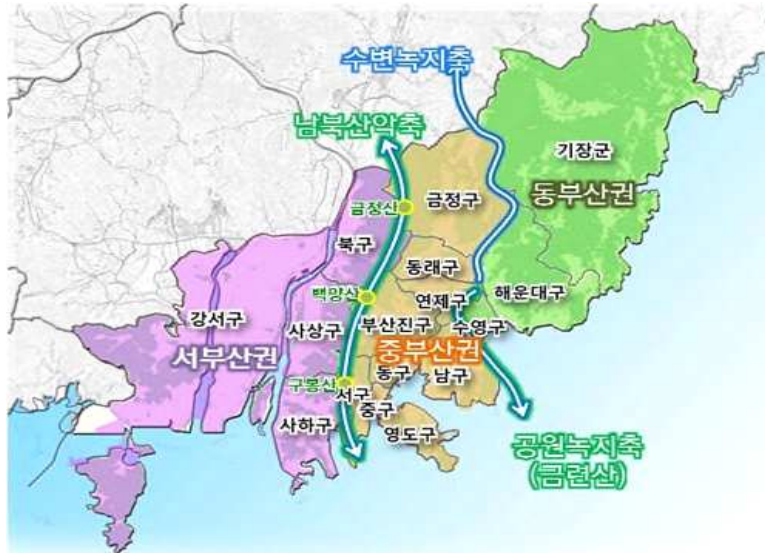 수변녹지축
남북산악축
기장군
동부산권
금정구
금정산
북구
동래구
해운대구
연제구
백양산
강서구
사상구
부산진구
수영구
서부산권
중부산권
동구
남구
구봉산
서구
중구
사하구
영도구
공원녹지축
(금련산)